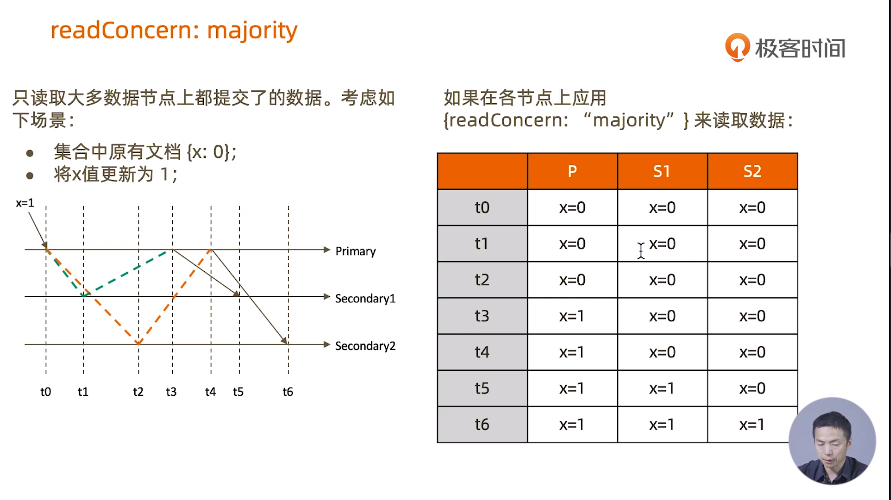 readConcern: majority
极客时间
只读取大多数据节点上都提交了的数据。考虑如
下场景：
● 集合中原有文档 {x: 0};
● 将x值更新为 1；
x=1
Primary
Secondary1
Secondary2
t0 t1 t2 t3 t4 t5 t6
如果在各节点上应用
{readConcern: “majority” } 来读取数据：
P S1 S2
t0 x=0 x=0 x=0
t1 x=0 x=0 x=0
t2 x=0 x=0 x=0
t3 x=1 x=0 x=0
t4 x=1 x=0 x=0
t5 x=1 x=1 x=0
t6 x=1 x=1 x=1